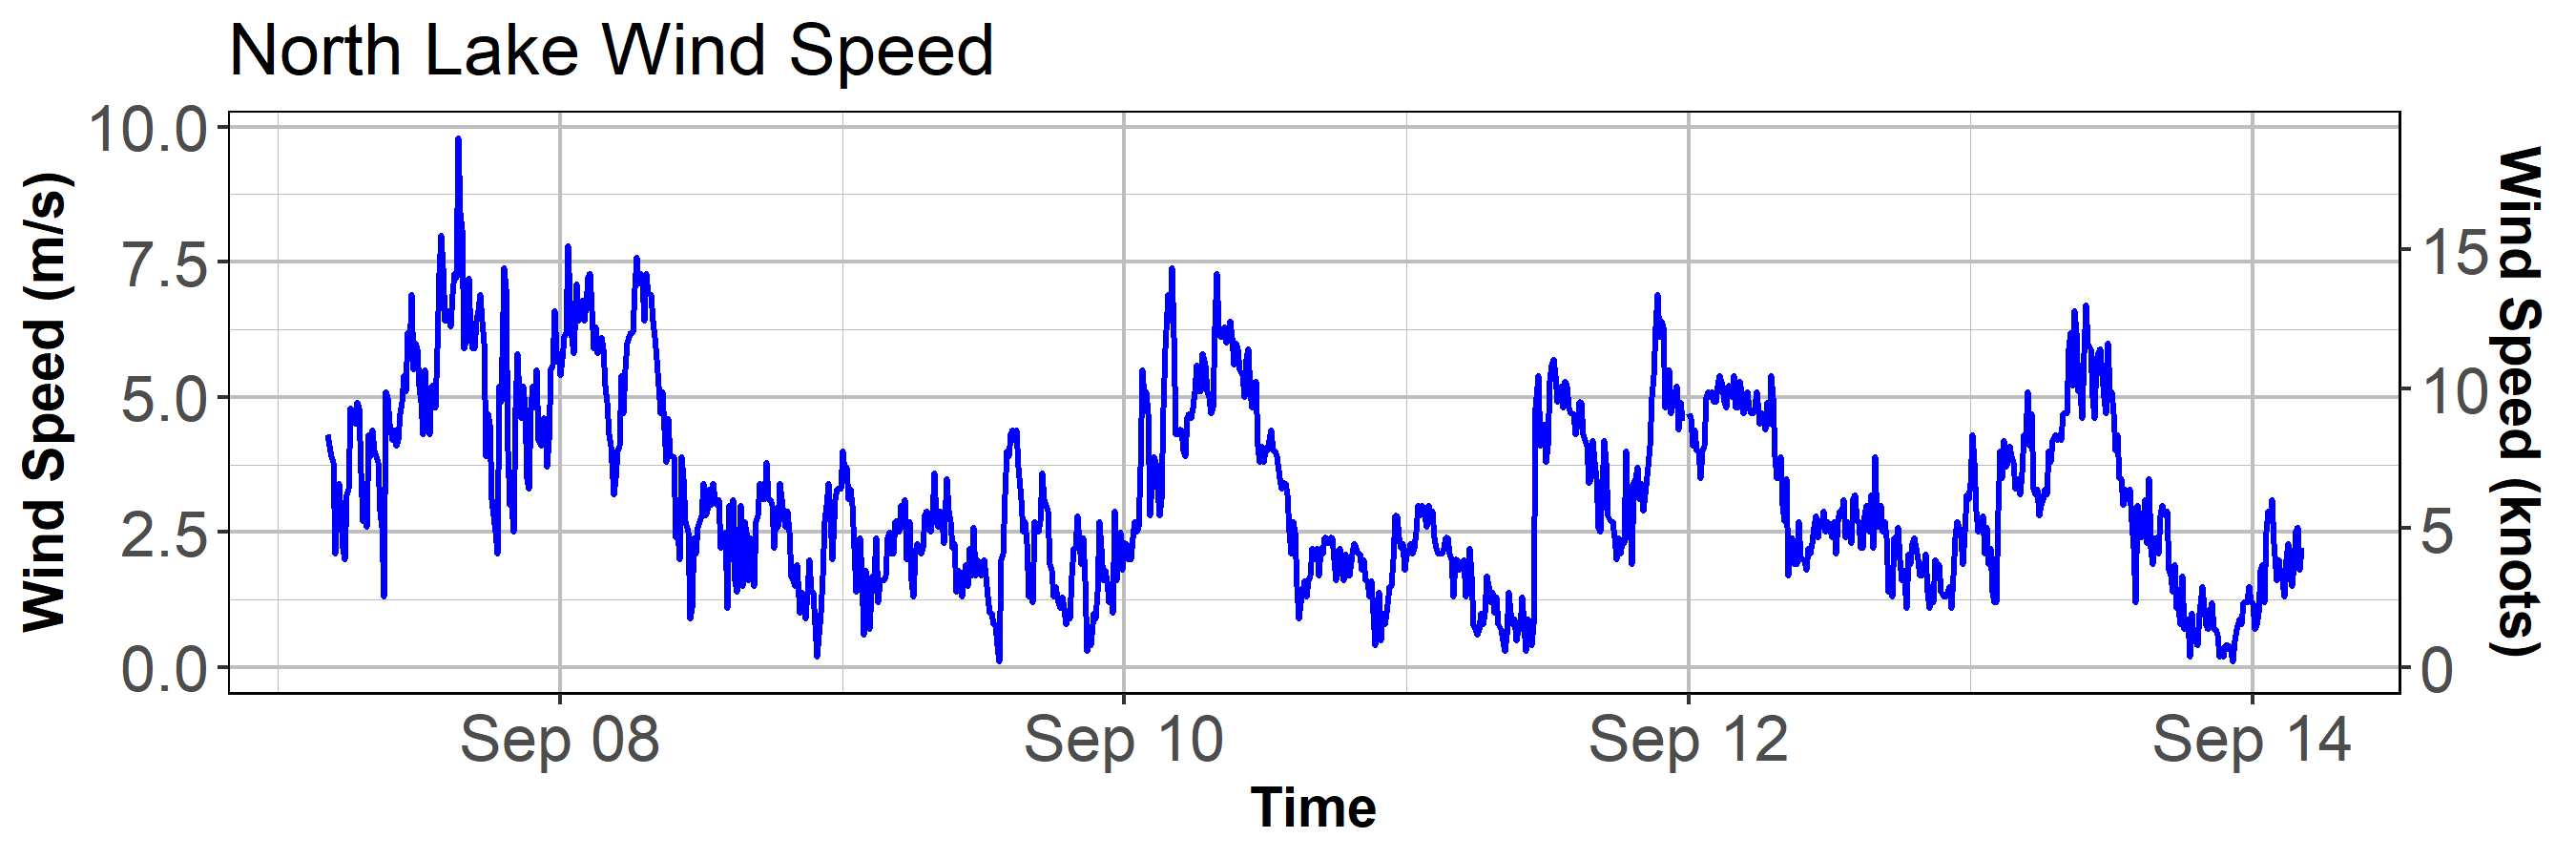 North Lake Wind Speed
Wind Speed (m/s)
10.0
7.5
5.0
2.5
0.0
Wind Speed (knots)
15
10
5
0
Sep 08
Sep 10
Sep 12
Sep 14
Time